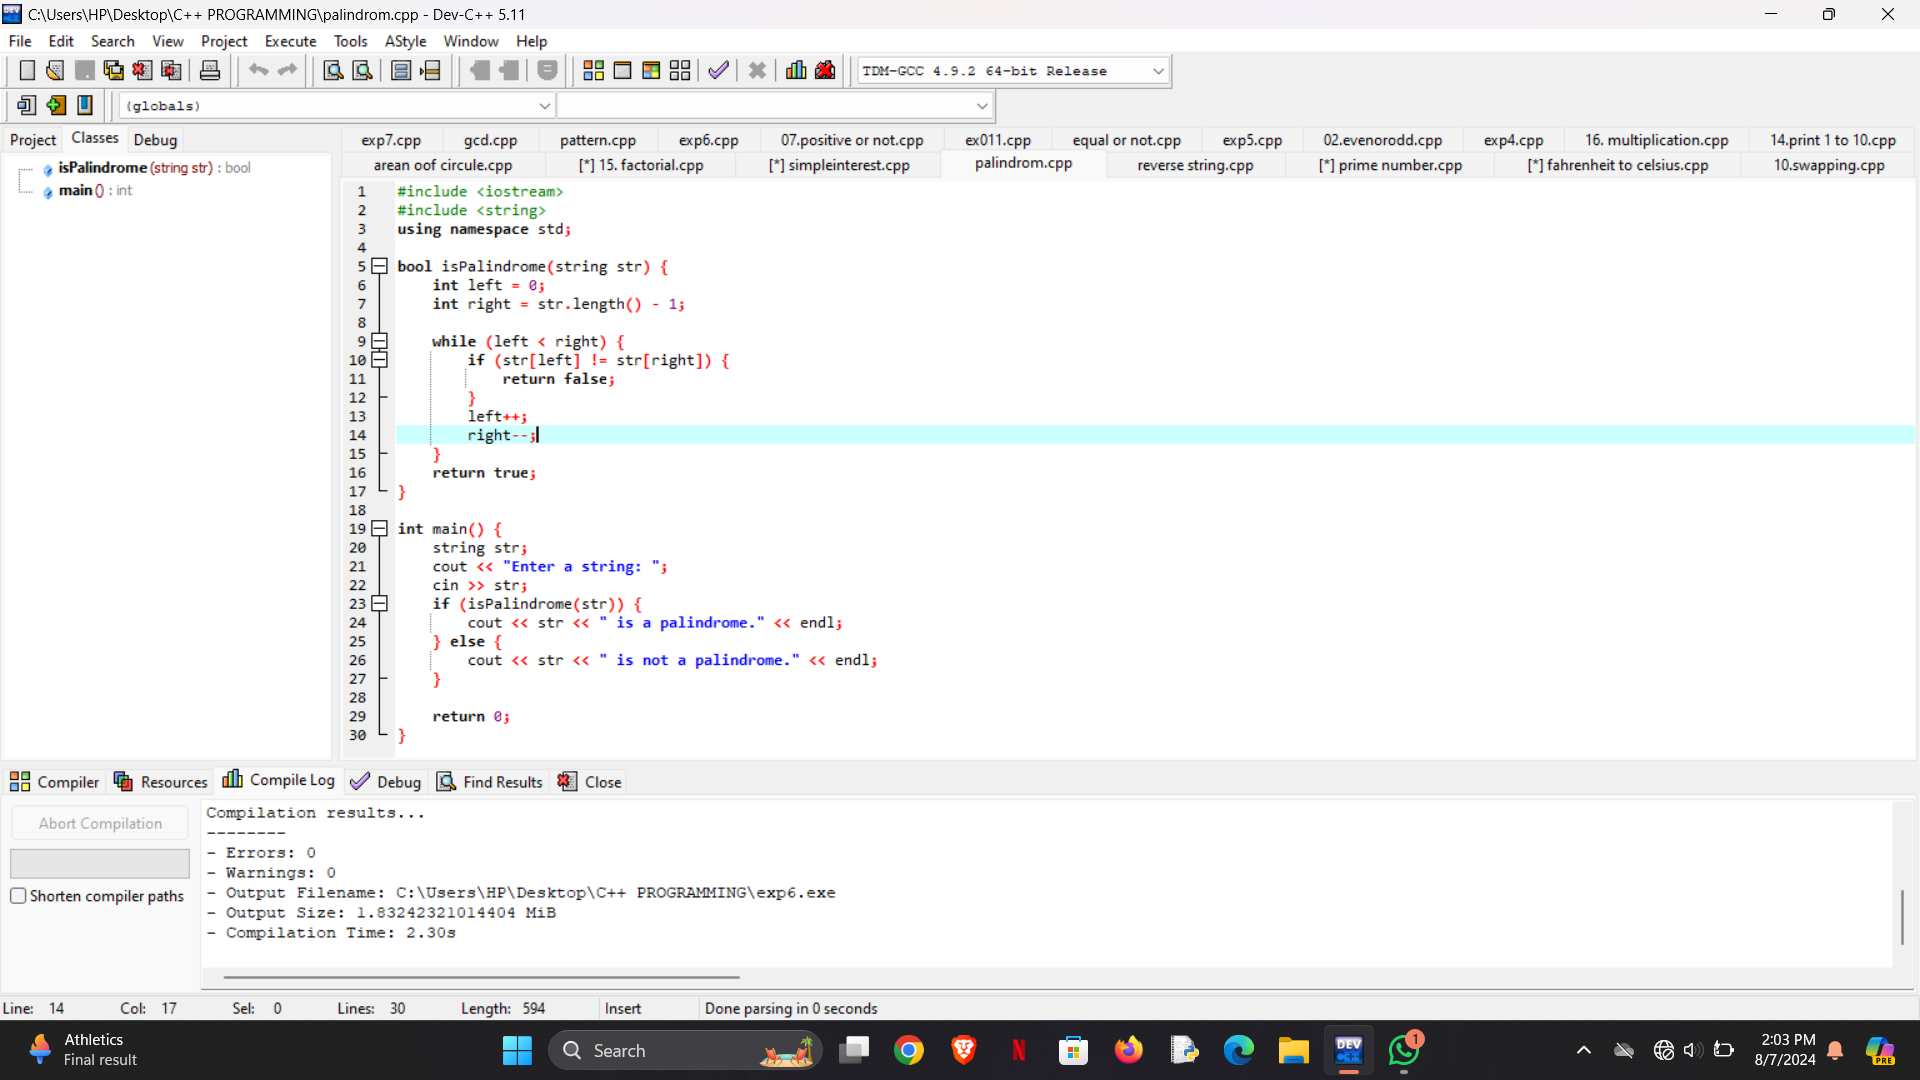 C:\Users\HP\Desktop\C++ PROGRAMMING\palindrom.cpp - Dev-C++ 5.11
File Edit Search View Project Execute Tools AStyle Window Help
TDM-GCC 4.9.2 64-bit Release
(globals)
Project Classes Debug
exp7.cpp gcd.cpp pattern.cpp exp6.cpp 07.positive or not.cpp ex011.cpp equal or not.cpp exp5.cpp 02.evenorodd.cpp exp4.cpp 16. multiplication.cpp 14.print 1 to 10.cpp
arean oof circule.cpp [*] 15. factorial.cpp [*] simpleinterest.cpp palindrom.cpp reverse string.cpp [*] prime number.cpp [*] fahrenheit to celsius.cpp 10.swapping.cpp
isPalindrome (string str) : bool
main () : int
1 #include <iostream>
2 #include <string>
3 using namespace std;
4
5 bool isPalindrome(string str) {
6 int left = 0;
7 int right = str.length() - 1;
8
9 while (left < right) {
10 if (str[left] != str[right]) {
11 return false;
12 }
13 left++;
14 right--;
15 }
16 return true;
17 }
18
19 int main() {
20 string str;
21 cout << "Enter a string: ";
22 cin >> str;
23 if (isPalindrome(str)) {
24 cout << str << " is a palindrome." << endl;
25 } else {
26 cout << str << " is not a palindrome." << endl;
27 }
28
29 return 0;
30 }
Compiler Resources Compile Log Debug Find Results Close
Abort Compilation
Shorten compiler paths
Compilation results...
--------
- Errors: 0
- Warnings: 0
- Output Filename: C:\Users\HP\Desktop\C++ PROGRAMMING\exp6.exe
- Output Size: 1.83242321014404 MiB
- Compilation Time: 2.30s
Line: 14 Col: 17 Sel: 0 Lines: 30 Length: 594 Insert Done parsing in 0 seconds
Athletics
Final result
Search
DEV
C++
1
2:03 PM
8/7/2024
PRE